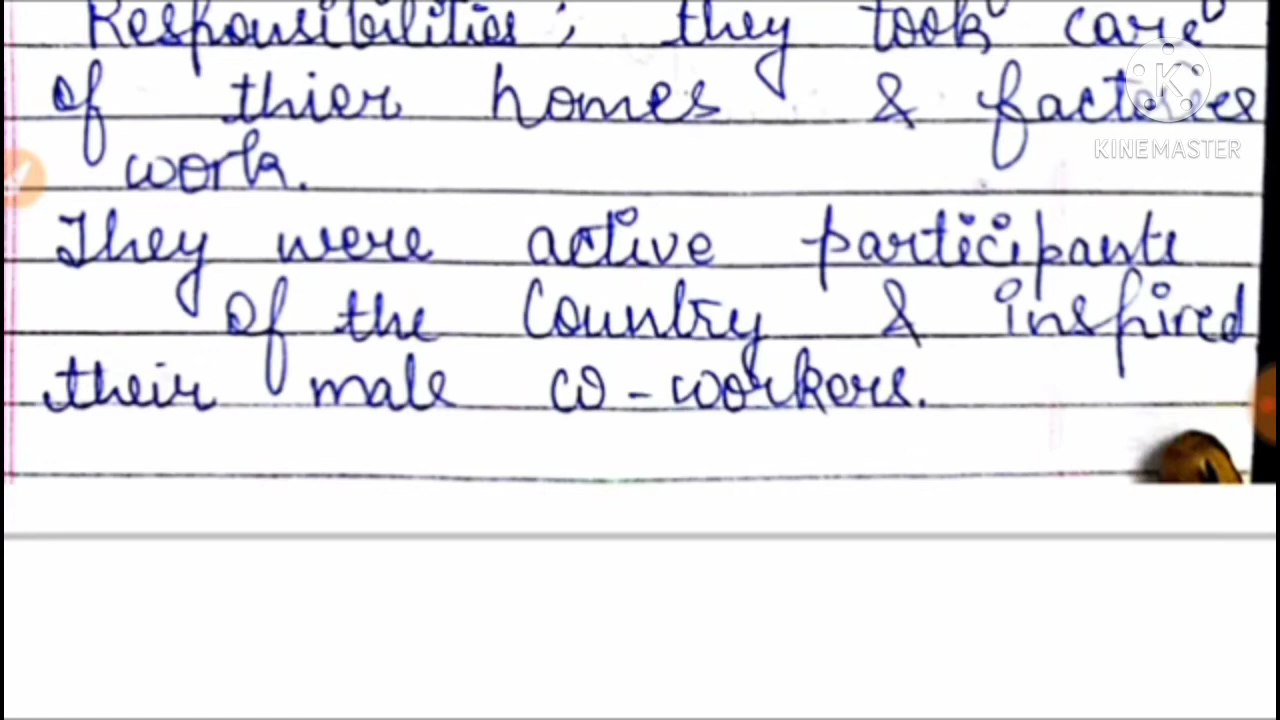 Responsibilities; they took care
of thier homes & factories
KINEMASTER
work.
They were active participants
of the Country & inspired
their male co-workers.